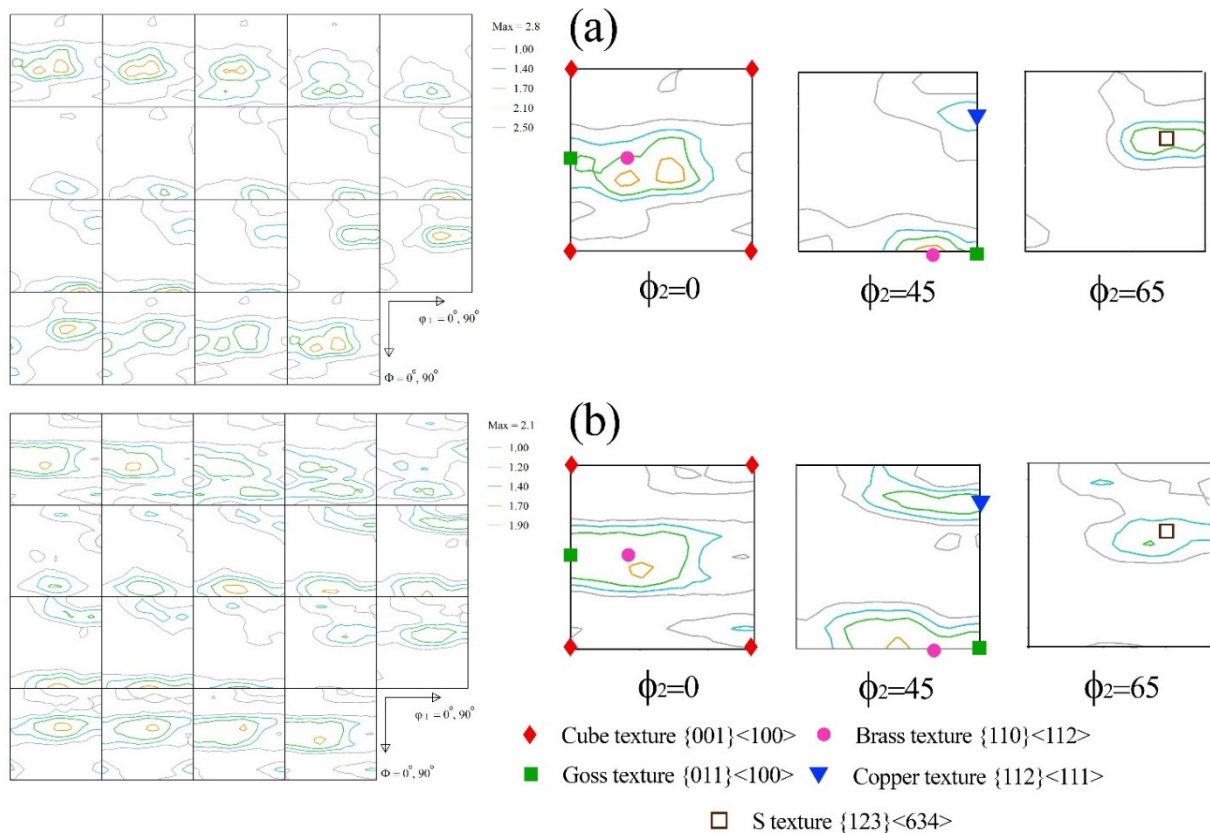 Max = 2.8
1.00
1.40
1.70
2.10
2.50
φ₁ = 0°, 90°
Φ = 0°, 90°
(a)
ϕ₂=0
ϕ₂=45
ϕ₂=65
Max = 2.1
1.00
1.20
1.40
1.70
1.90
φ₁ = 0°, 90°
Φ = 0°, 90°
(b)
ϕ₂=0
ϕ₂=45
ϕ₂=65
Cube texture {001}<100>
Brass texture {110}<112>
Goss texture {011}<100>
Copper texture {112}<111>
S texture {123}<634>